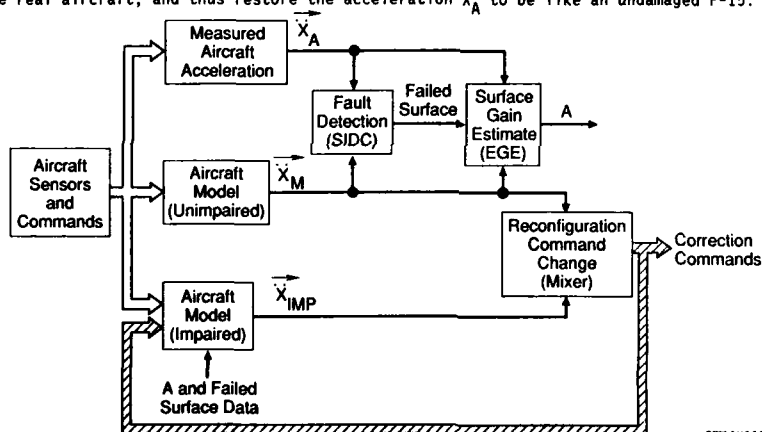 e real aircraft, and thus restore the acceleration X_A to be like an undamaged F-15.
Measured
Aircraft
Acceleration
Ẍ_A
Fault
Detection
(SIDC)
Failed
Surface
Surface
Gain
Estimate
(EGE)
A
Aircraft
Sensors
and
Commands
Aircraft
Model
(Unimpaired)
Ẍ_M
Reconfiguration
Command
Change
(Mixer)
Correction
Commands
Aircraft
Model
(Impaired)
Ẍ_IMP
A and Failed
Surface Data